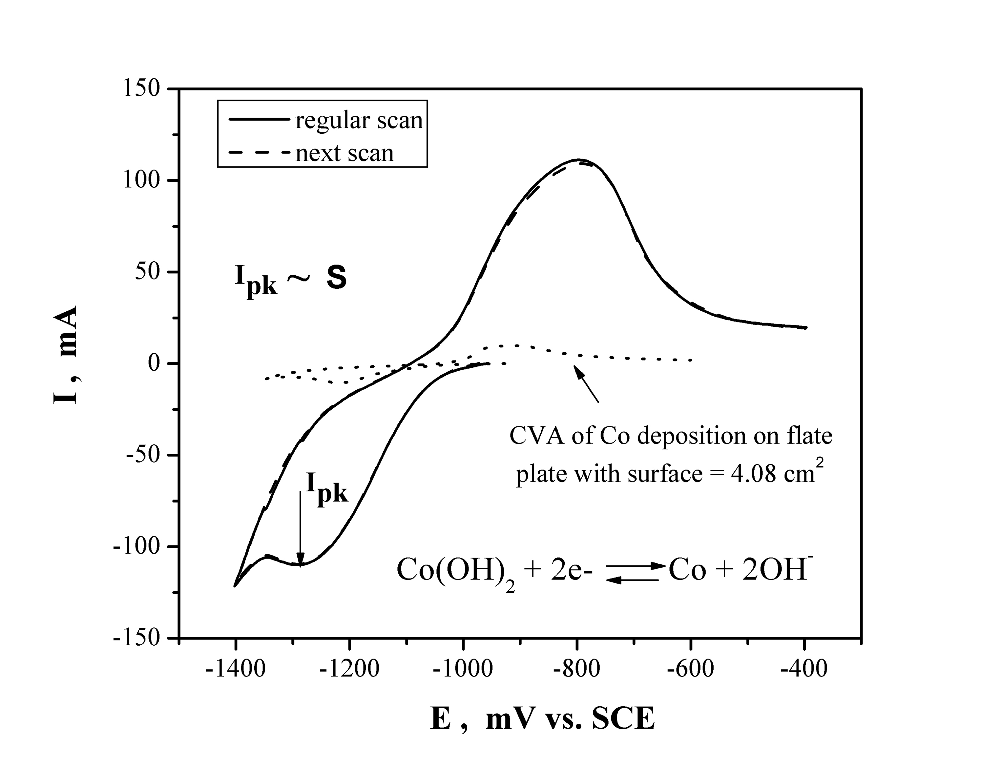 150
100
50
0
-50
-100
-150
I , mA
regular scan
next scan
Ipk ~ S
CVA of Co deposition on flate
plate with surface = 4.08 cm²
Ipk
Co(OH)₂ + 2e- ⇄ Co + 2OH⁻
-1400 -1200 -1000 -800 -600 -400
E , mV vs. SCE